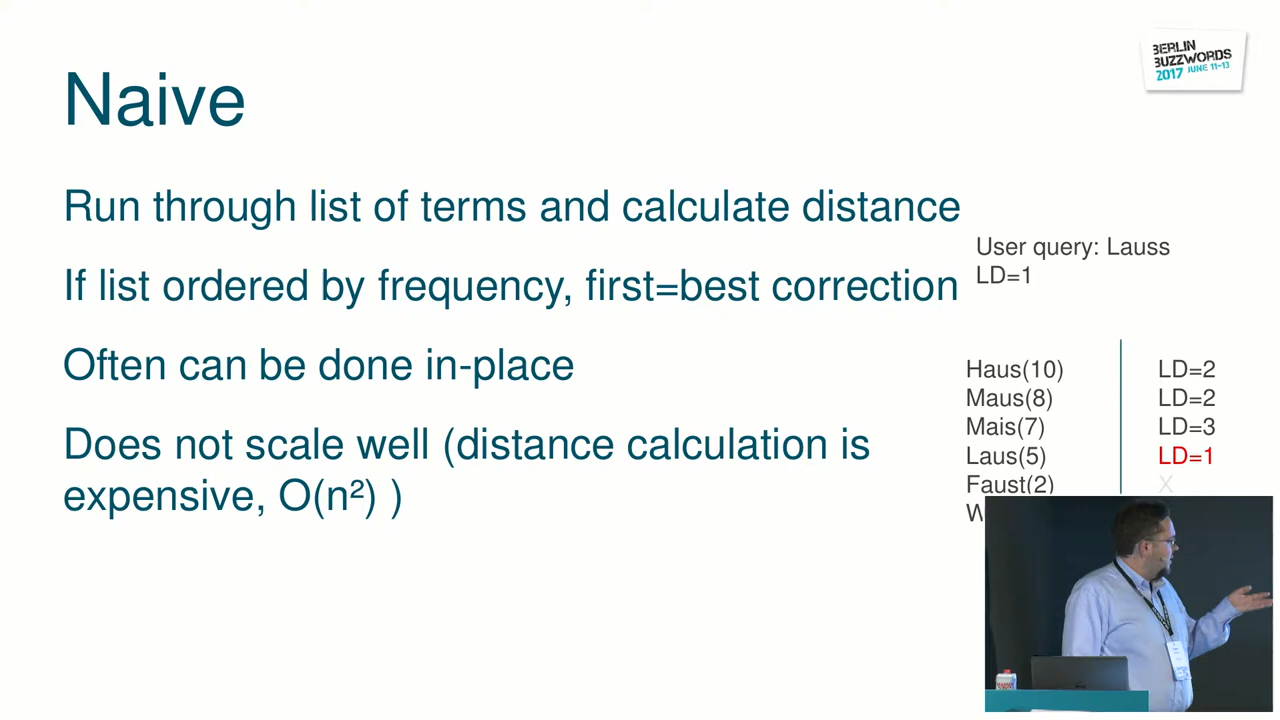 BERLIN
BUZZWORDS
2017 JUNE 11-13
Naive
Run through list of terms and calculate distance
If list ordered by frequency, first=best correction
Often can be done in-place
Does not scale well (distance calculation is
expensive, O(n²) )
User query: Lauss
LD=1
Haus(10) LD=2
Maus(8) LD=2
Mais(7) LD=3
Laus(5) LD=1
Faust(2) X